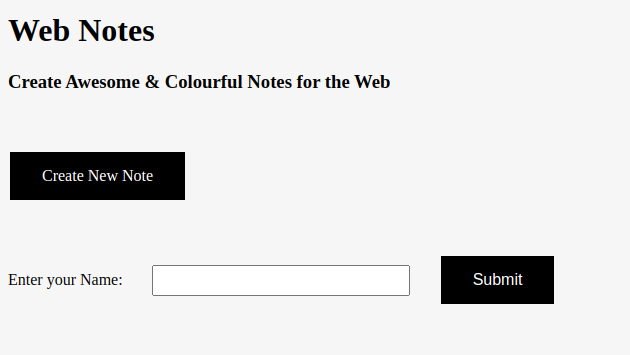 Web Notes
Create Awesome & Colourful Notes for the Web
Create New Note
Enter your Name: Submit